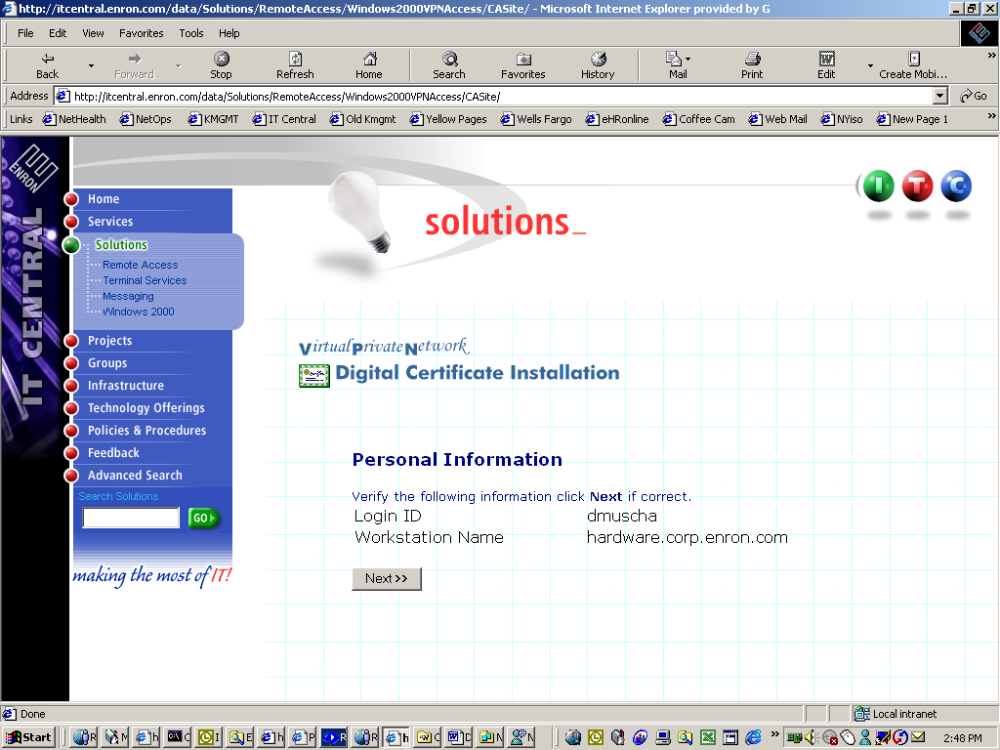 http://itcentral.enron.com/data/Solutions/RemoteAccess/Windows2000VPNAccess/CASite/ - Microsoft Internet Explorer provided by G
File Edit View Favorites Tools Help
Back Forward Stop Refresh Home Search Favorites History Mail Print Edit Create Mobi...
Address http://itcentral.enron.com/data/Solutions/RemoteAccess/Windows2000VPNAccess/CASite/ Go
Links NetHealth NetOps KMGMT IT Central Old Kmgmt Yellow Pages Wells Fargo eHRonline Coffee Cam Web Mail NYiso New Page 1
ENRON
IT CENTRAL
Home
Services
Solutions
Remote Access
Terminal Services
Messaging
Windows 2000
Projects
Groups
Infrastructure
Technology Offerings
Policies & Procedures
Feedback
Advanced Search
Search Solutions
GO
making the most of IT!
solutions_
I T C
Virtual Private Network
Digital Certificate Installation
Personal Information
Verify the following information click Next if correct.
Login ID dmuscha
Workstation Name hardware.corp.enron.com
Next >>
Done Local intranet
Start 2:48 PM